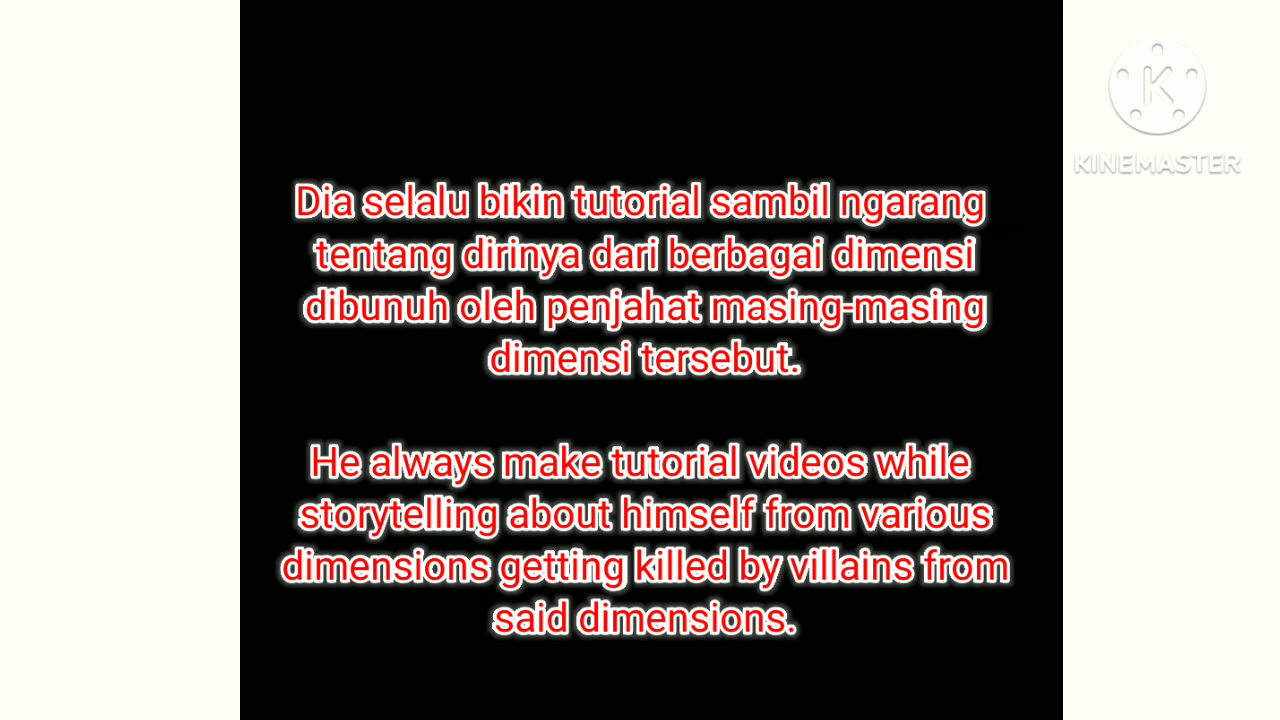 KINEMASTER
Dia selalu bikin tutorial sambil ngarang
tentang dirinya dari berbagai dimensi
dibunuh oleh penjahat masing-masing
dimensi tersebut.
He always make tutorial videos while
storytelling about himself from various
dimensions getting killed by villains from
said dimensions.